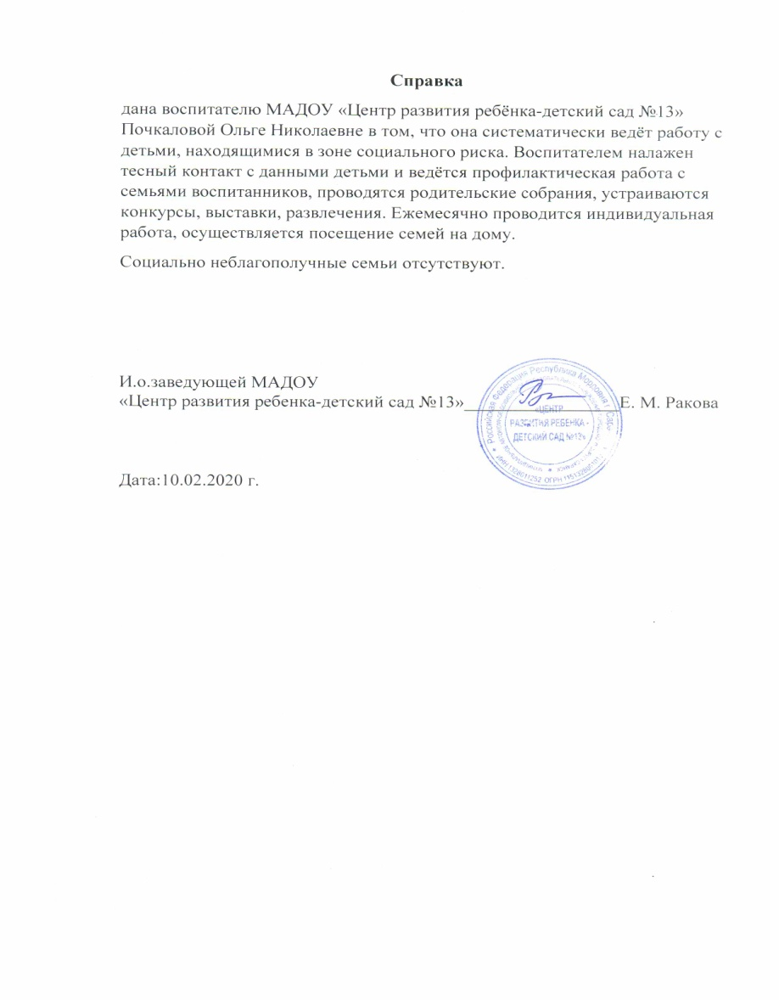 Справка
дана воспитателю МАДОУ «Центр развития ребёнка-детский сад №13»
Почкаловой Ольге Николаевне в том, что она систематически ведёт работу с
детьми, находящимися в зоне социального риска. Воспитателем налажен
тесный контакт с данными детьми и ведётся профилактическая работа с
семьями воспитанников, проводятся родительские собрания, устраиваются
конкурсы, выставки, развлечения. Ежемесячно проводится индивидуальная
работа, осуществляется посещение семей на дому.
Социально неблагополучные семьи отсутствуют.
И.о.заведующей МАДОУ
«Центр развития ребенка-детский сад №13»__________________Е. М. Ракова
Российская Федерация Республика Мордовия г.
«ЦЕНТР
РАЗВИТИЯ РЕБЕНКА -
ДЕТСКИЙ САД №13»
ИНН 1328011252 ОГРН
Дата:10.02.2020 г.